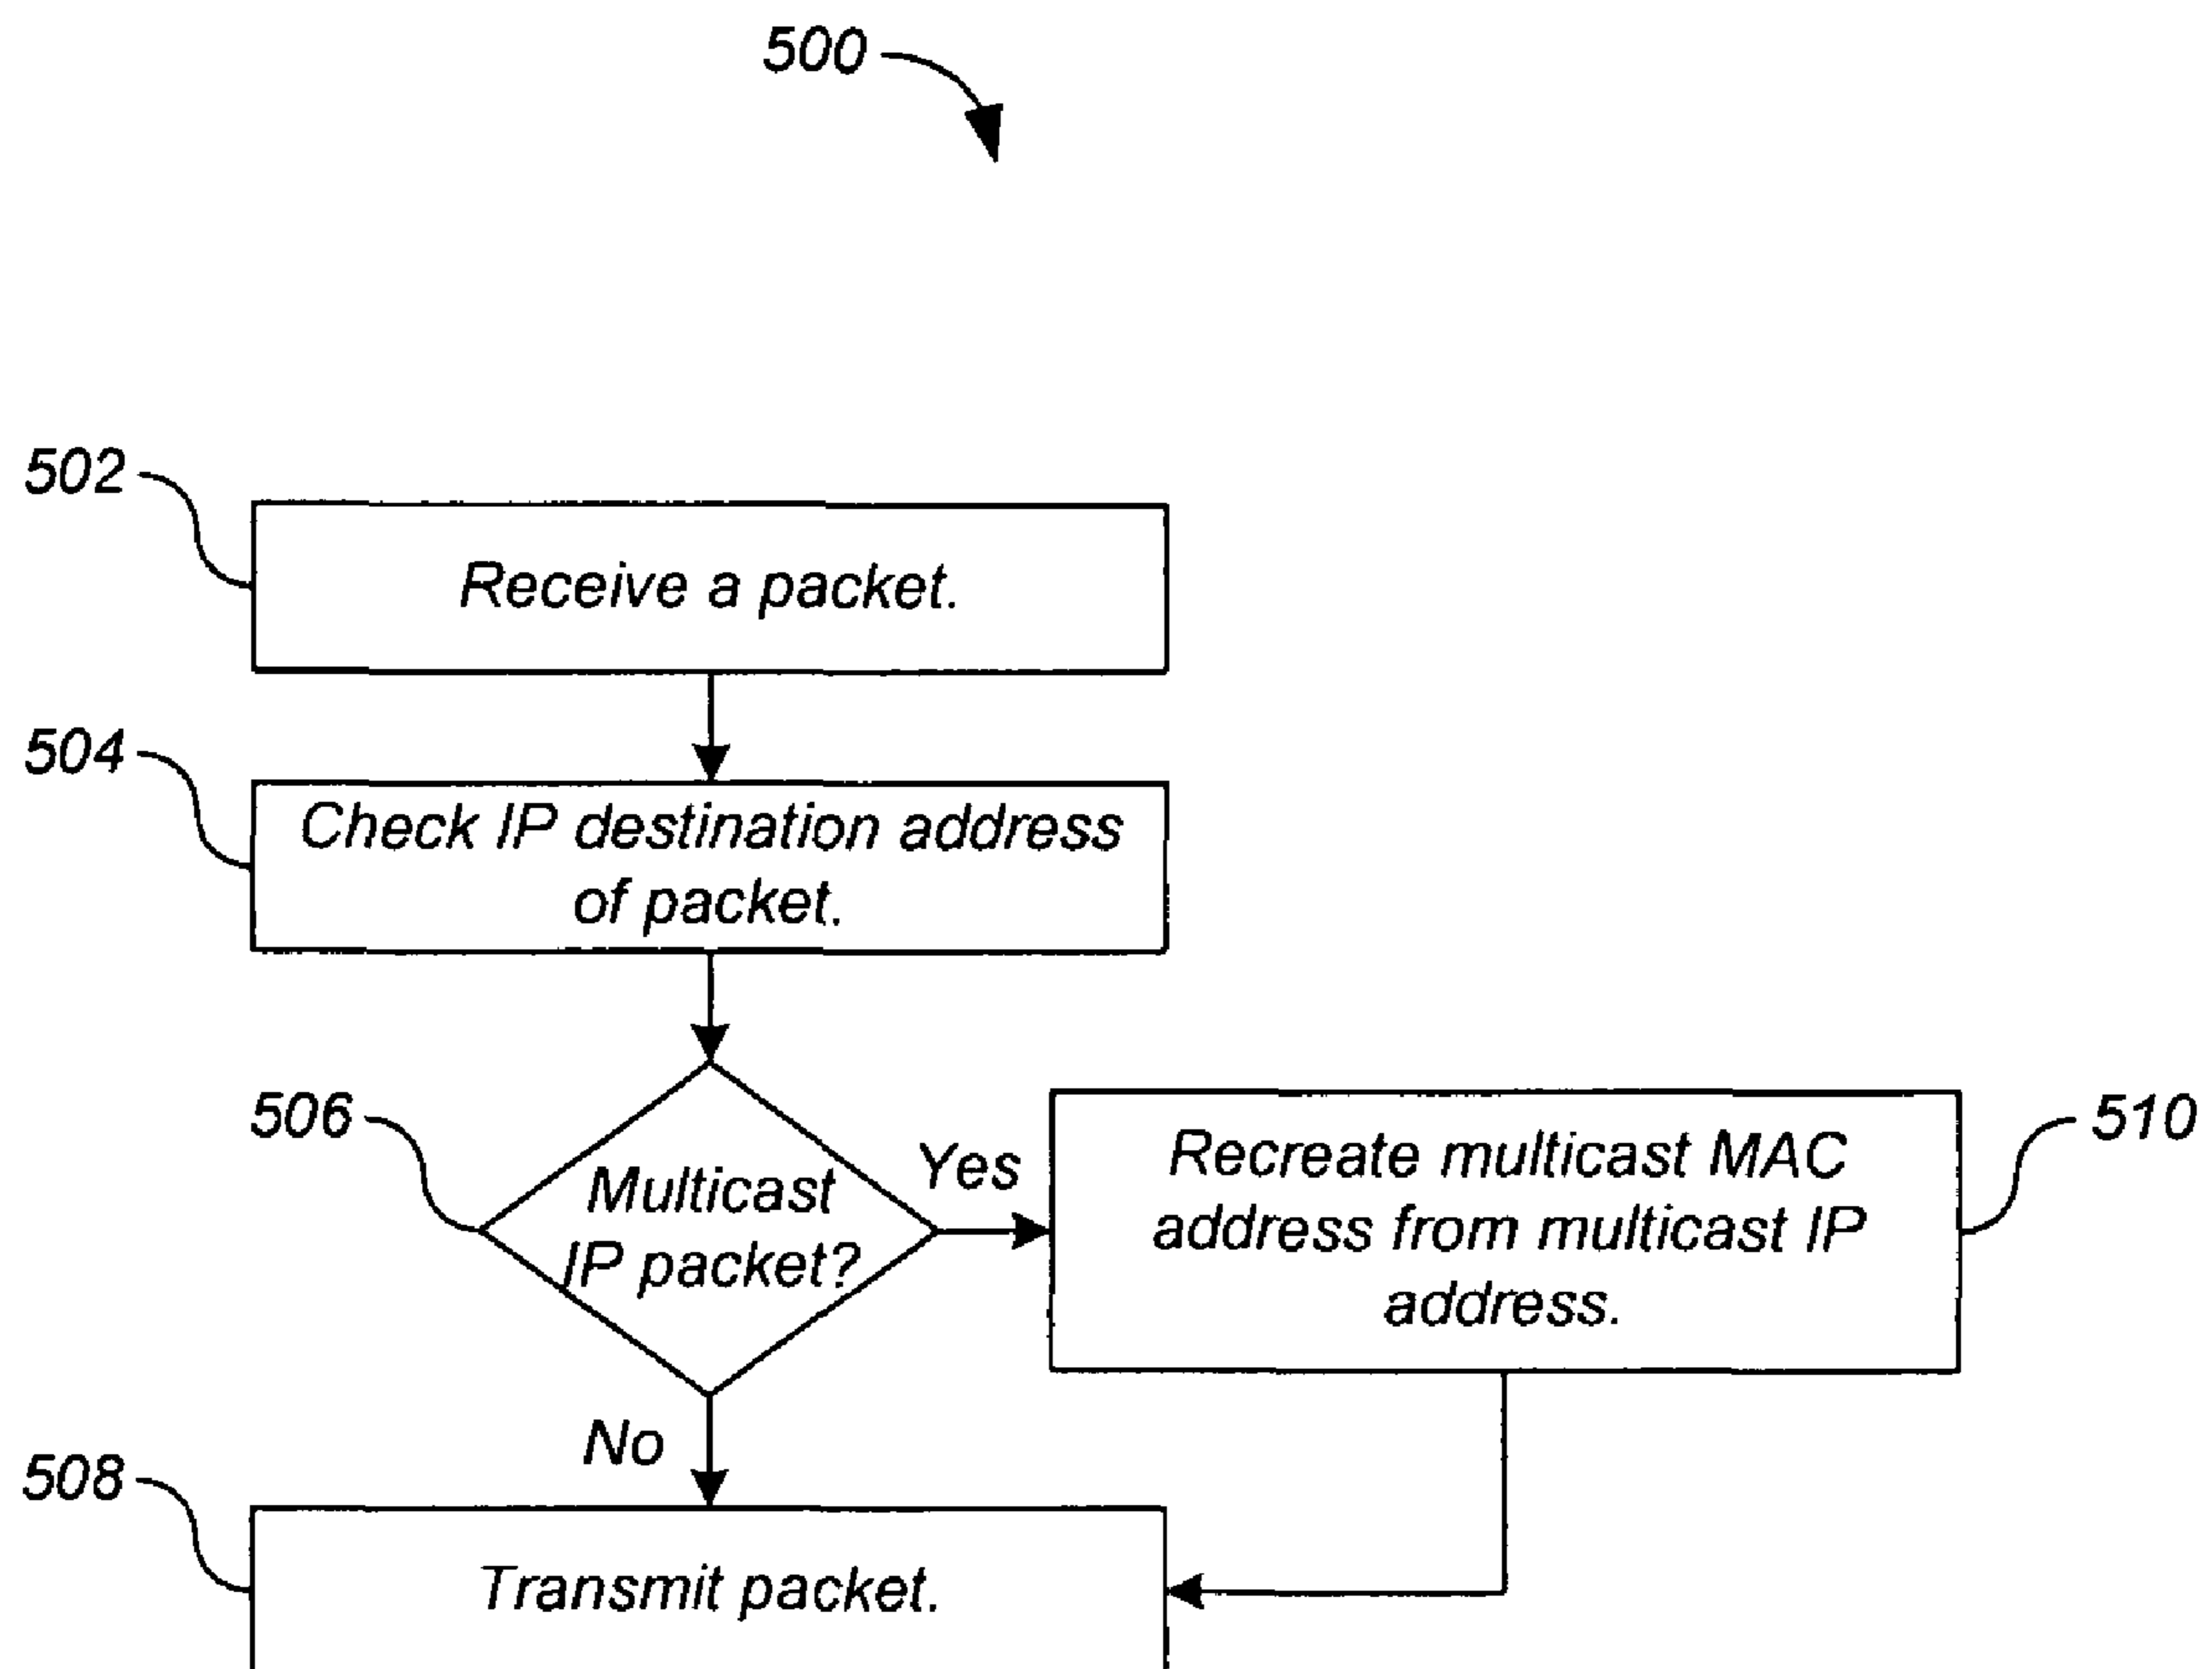 500
502
Receive a packet.
504
Check IP destination address
of packet.
506
Multicast
IP packet?
Yes
Recreate multicast MAC
address from multicast IP
address.
510
No
508
Transmit packet.